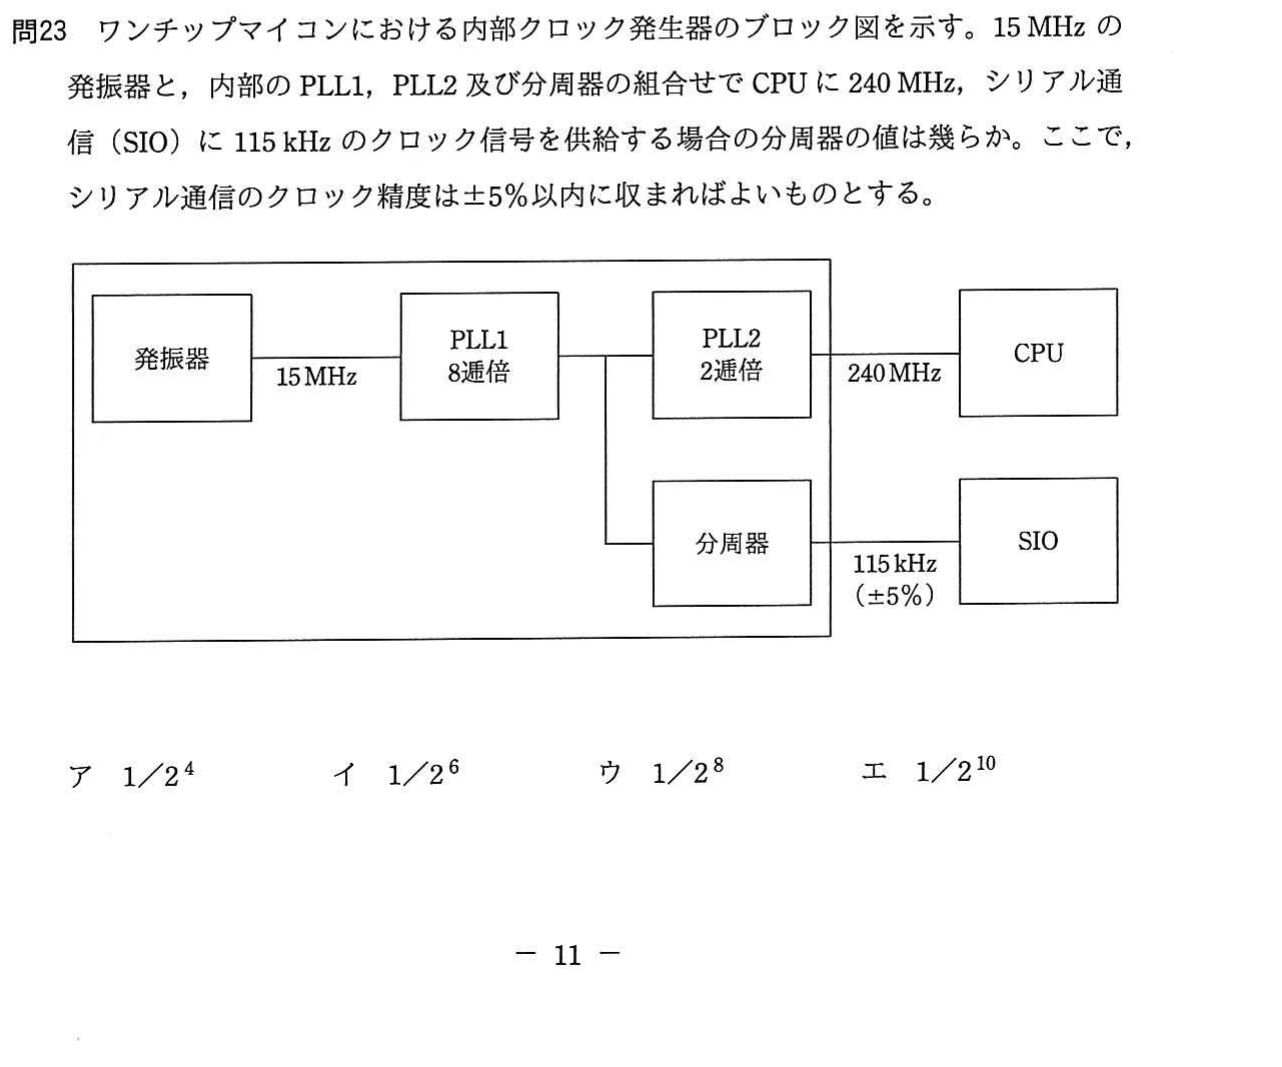 問23　ワンチップマイコンにおける内部クロック発生器のブロック図を示す。15 MHz の
発振器と，内部の PLL1，PLL2 及び分周器の組合せで CPU に 240 MHz，シリアル通
信（SIO）に 115 kHz のクロック信号を供給する場合の分周器の値は幾らか。ここで，
シリアル通信のクロック精度は±5％以内に収まればよいものとする。
発振器
15 MHz
PLL1
8逓倍
PLL2
2逓倍
240 MHz
CPU
分周器
115 kHz
（±5％）
SIO
ア　1／2⁴　イ　1／2⁶　ウ　1／2⁸　エ　1／2¹⁰
－ 11 －